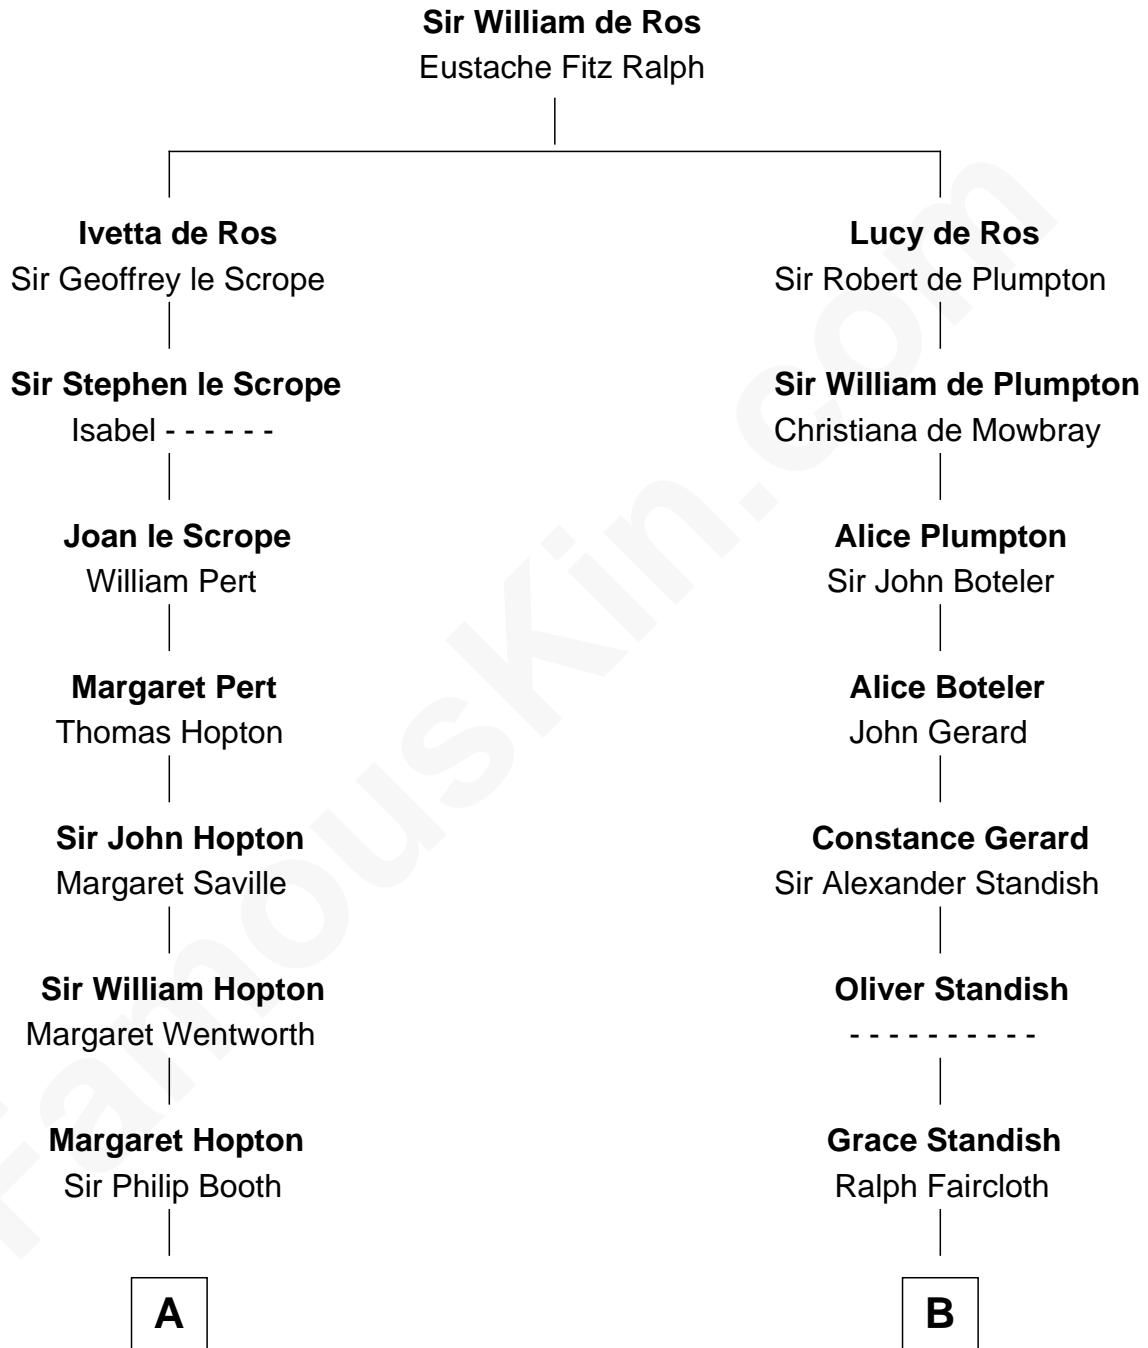 Sir William de Ros
Eustache Fitz Ralph
Ivetta de Ros
Sir Geoffrey le Scrope
Lucy de Ros
Sir Robert de Plumpton
Sir Stephen le Scrope
Isabel - - - - - -
Sir William de Plumpton
Christiana de Mowbray
Joan le Scrope
William Pert
Alice Plumpton
Sir John Boteler
Margaret Pert
Thomas Hopton
Alice Boteler
John Gerard
Sir John Hopton
Margaret Saville
Constance Gerard
Sir Alexander Standish
Sir William Hopton
Margaret Wentworth
Oliver Standish
- - - - - - - - - -
Margaret Hopton
Sir Philip Booth
Grace Standish
Ralph Faircloth
A
B
FamousKin.com